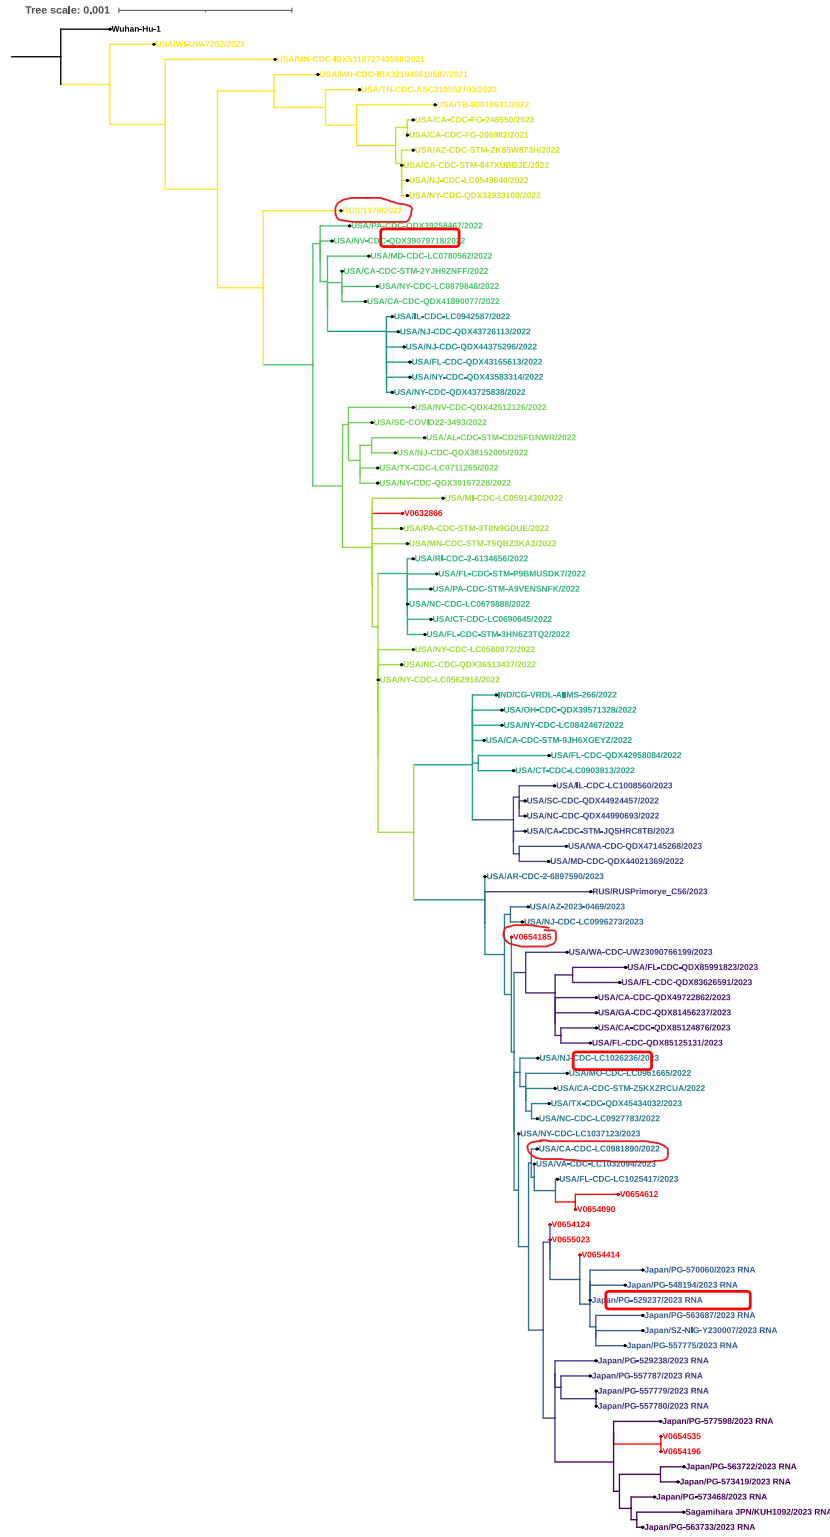 Tree scale: 0.001
Wuhan-Hu-1
USA/WI-UW-7200/2021
USA/MN-CDC-IBX631872743588/2021
USA/MN-CDC-IBX321945610587/2021
USA/TN-CDC-ASC210562703/2022
USA/TB-90010931/2022
USA/CA-CDC-FG-248550/2022
USA/CA-CDC-FG-206982/2021
USA/AZ-CDC-STM-ZK85W873H/2022
USA/CA-CDC-STM-847XUBBJE/2022
USA/NJ-CDC-LC0549640/2022
USA/NY-CDC-QDX32933100/2022
RUS/1379/2022
USA/PA-CDC-QDX39258467/2022
USA/NV-CDC-QDX39079718/2022
USA/MD-CDC-LC0780562/2022
USA/CA-CDC-STM-2YJH9ZNFF/2022
USA/NY-CDC-LC0879848/2022
USA/CA-CDC-QDX41890077/2022
USA/IL-CDC-LC0942587/2022
USA/NJ-CDC-QDX43726113/2022
USA/NJ-CDC-QDX44375296/2022
USA/FL-CDC-QDX43165613/2022
USA/NY-CDC-QDX43583314/2022
USA/NY-CDC-QDX43725838/2022
USA/NV-CDC-QDX42512126/2022
USA/SC-COVID22-3493/2022
USA/AL-CDC-STM-CD25FGNWR/2022
USA/NJ-CDC-QDX38152005/2022
USA/TX-CDC-LC0711265/2022
USA/NY-CDC-QDX39167228/2022
USA/MI-CDC-LC0591430/2022
V0632866
USA/PA-CDC-STM-3T8N9GDUE/2022
USA/MN-CDC-STM-T5QBZ3KA2/2022
USA/RI-CDC-2-6134656/2022
USA/FL-CDC-STM-P9BMUSDK7/2022
USA/PA-CDC-STM-A9VENSNFK/2022
USA/NC-CDC-LC0679888/2022
USA/CT-CDC-LC0690645/2022
USA/FL-CDC-STM-3HN6Z3TQ2/2022
USA/NY-CDC-LC0580872/2022
USA/NC-CDC-QDX36513437/2022
USA/NY-CDC-LC0562916/2022
IND/CG-VRDL-AIIMS-266/2022
USA/OH-CDC-QDX39571328/2022
USA/NY-CDC-LC0842467/2022
USA/CA-CDC-STM-9JH6XGEYZ/2022
USA/FL-CDC-QDX42958084/2022
USA/CT-CDC-LC0903813/2022
USA/IL-CDC-LC1008560/2023
USA/SC-CDC-QDX44924457/2022
USA/NC-CDC-QDX44990693/2022
USA/CA-CDC-STM-JQ5HRC8TB/2023
USA/WA-CDC-QDX47145268/2023
USA/MD-CDC-QDX44021369/2022
USA/AR-CDC-2-6897590/2023
RUS/RUSPrimorye_C56/2023
USA/AZ-2023-0469/2023
USA/NJ-CDC-LC0996273/2023
V0654185
USA/WA-CDC-UW23090766199/2023
USA/FL-CDC-QDX85991823/2023
USA/FL-CDC-QDX83626591/2023
USA/CA-CDC-QDX49722862/2023
USA/GA-CDC-QDX81456237/2023
USA/CA-CDC-QDX85124876/2023
USA/FL-CDC-QDX85125131/2023
USA/NJ-CDC-LC1026236/2023
USA/MO-CDC-LC0961665/2022
USA/CA-CDC-STM-Z5KXZRCUA/2022
USA/TX-CDC-QDX45434032/2023
USA/NC-CDC-LC0927783/2022
USA/NY-CDC-LC1037123/2023
USA/CA-CDC-LC0981890/2022
USA/VA-CDC-LC1032094/2023
USA/FL-CDC-LC1025417/2023
V0654612
V0654090
V0654124
V0655023
V0654414
Japan/PG-570060/2023 RNA
Japan/PG-548194/2023 RNA
Japan/PG-529237/2023 RNA
Japan/PG-563687/2023 RNA
Japan/SZ-NIG-Y230007/2023 RNA
Japan/PG-557775/2023 RNA
Japan/PG-529238/2023 RNA
Japan/PG-557787/2023 RNA
Japan/PG-557779/2023 RNA
Japan/PG-557780/2023 RNA
Japan/PG-577598/2023 RNA
V0654535
V0654196
Japan/PG-563722/2023 RNA
Japan/PG-573419/2023 RNA
Japan/PG-573468/2023 RNA
Sagamihara JPN/KUH1092/2023 RNA
Japan/PG-563733/2023 RNA